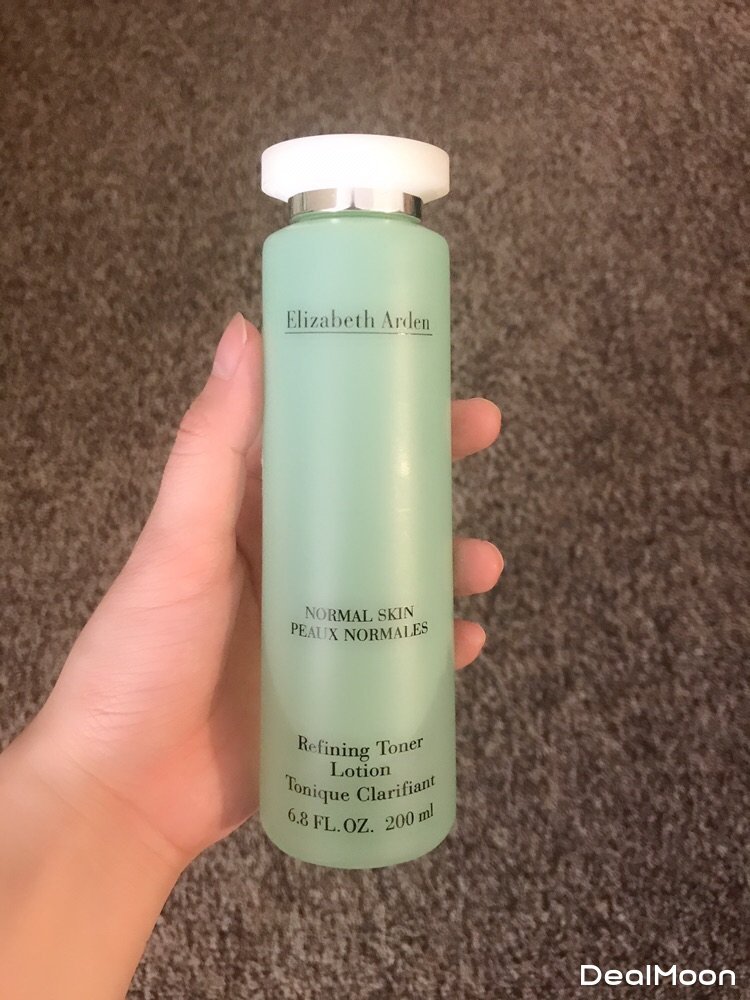 Elizabeth Arden
NORMAL SKIN
PEAUX NORMALES
Refining Toner
Lotion
Tonique Clarifiant
6.8 FL. OZ. 200 ml
DealMoon